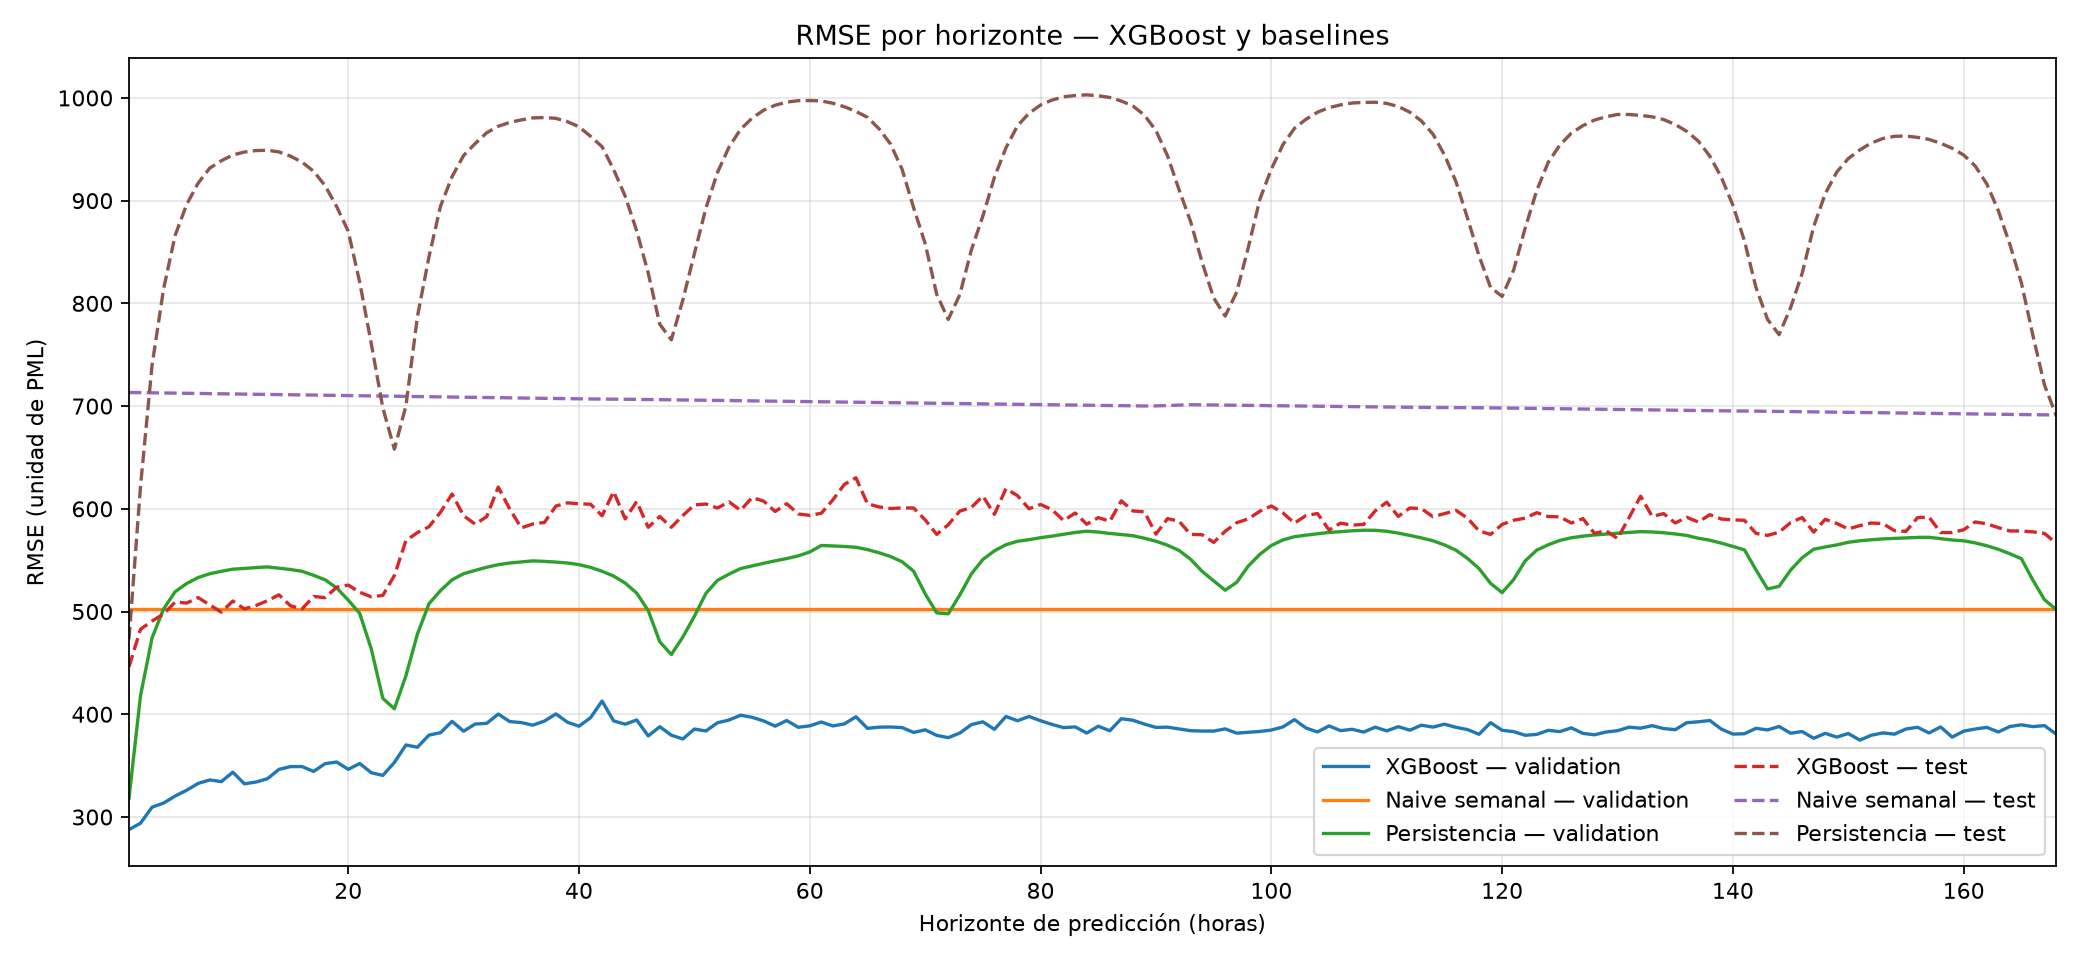 RMSE por horizonte — XGBoost y baselines
RMSE (unidad de PML)
1000
900
800
700
600
500
400
300
20
40
60
80
100
120
140
160
Horizonte de predicción (horas)
XGBoost — validation
Naive semanal — validation
Persistencia — validation
XGBoost — test
Naive semanal — test
Persistencia — test